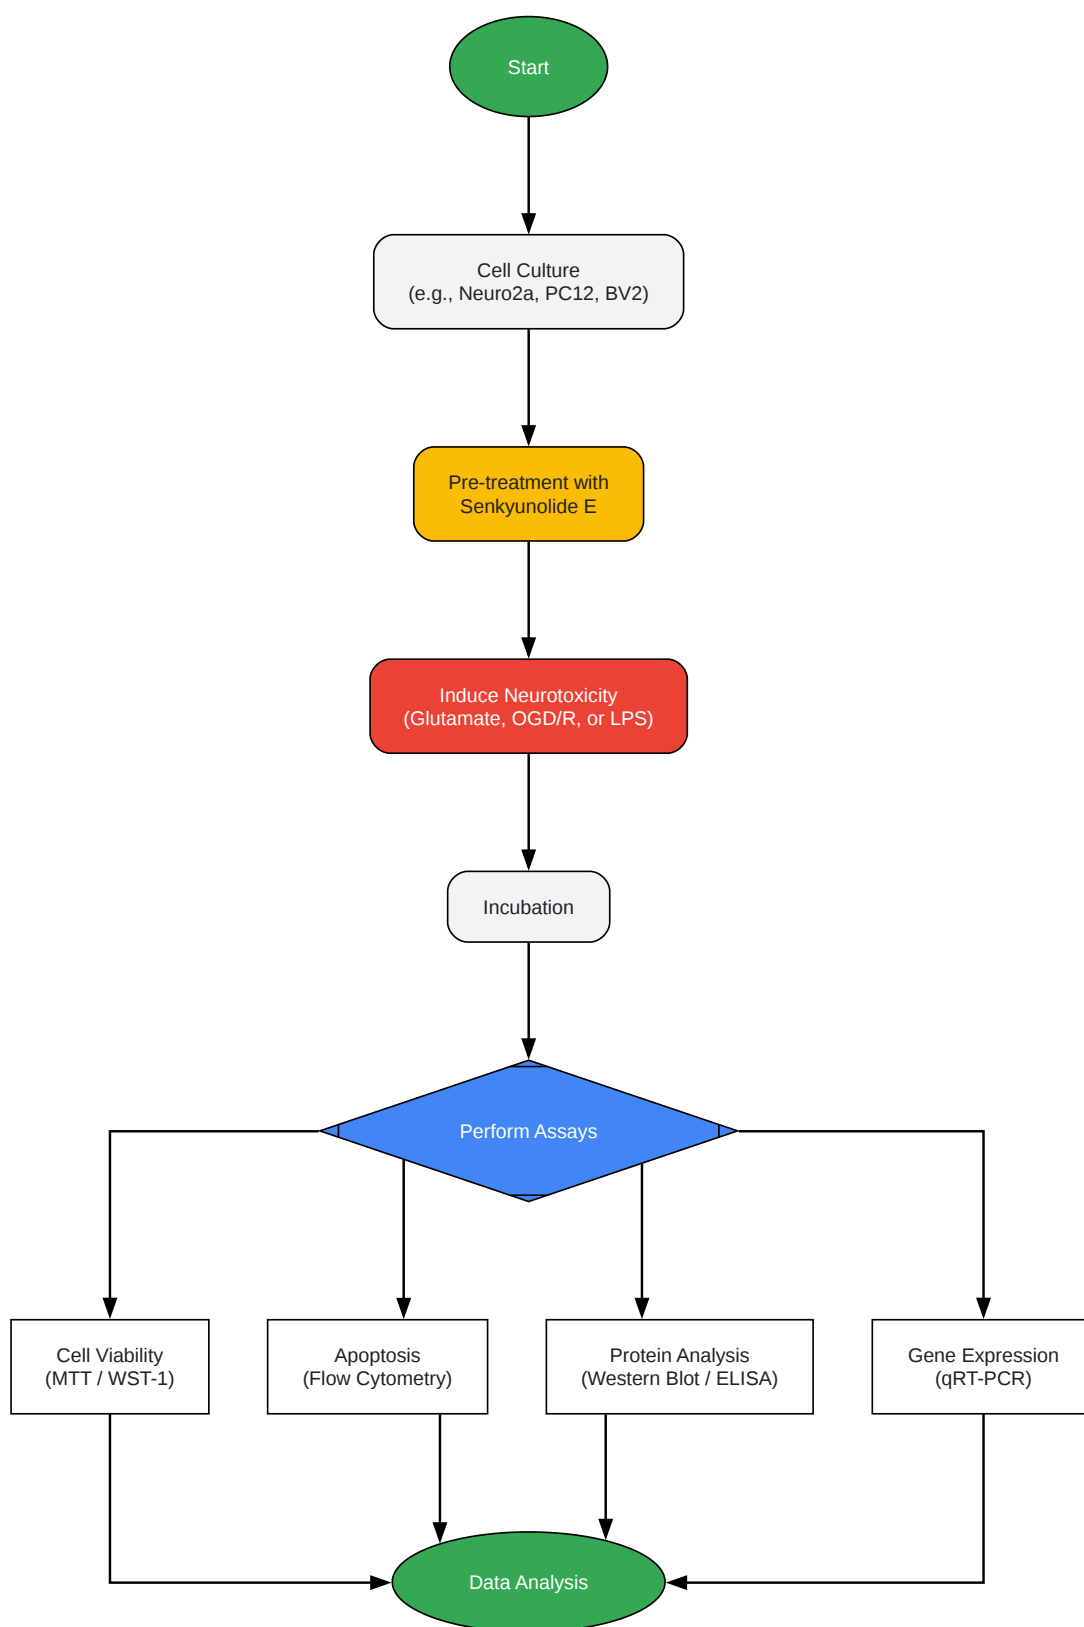 Start
Cell Culture
(e.g., Neuro2a, PC12, BV2)
Pre-treatment with
Senkyunolide E
Induce Neurotoxicity
(Glutamate, OGD/R, or LPS)
Incubation
Perform Assays
Cell Viability
(MTT / WST-1)
Apoptosis
(Flow Cytometry)
Protein Analysis
(Western Blot / ELISA)
Gene Expression
(qRT-PCR)
Data Analysis